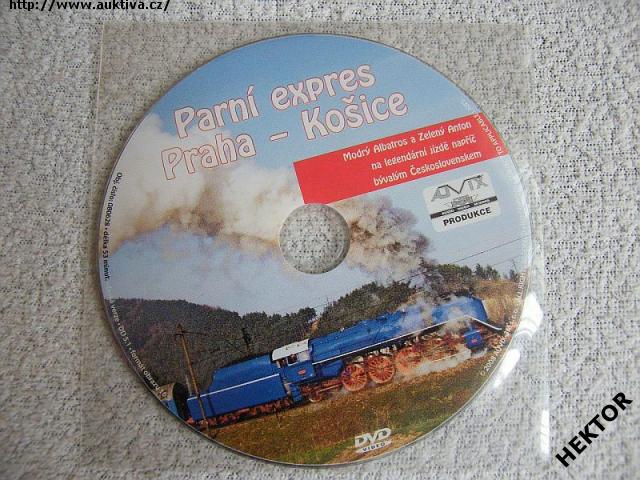 http://www.auktiva.cz/
Parní expres
Praha – Košice
Modrý Albatros a Zelený Anton
na legendární jízdě napříč
bývalým Československem
PRODUKCE
DVD
VIDEO
HEKTOR